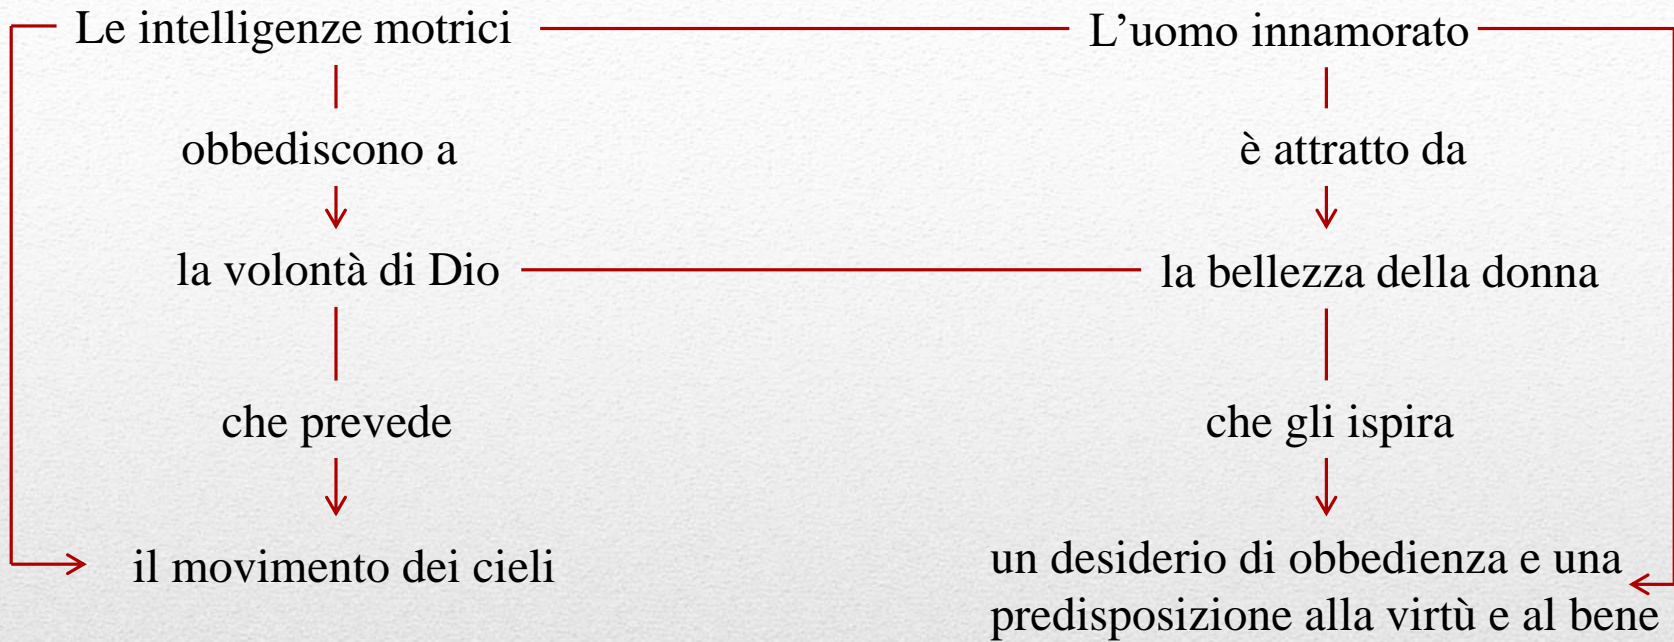 Le intelligenze motrici
L'uomo innamorato
obbediscono a
è attratto da
la volontà di Dio
la bellezza della donna
che prevede
che gli ispira
il movimento dei cieli
un desiderio di obbedienza e una
predisposizione alla virtù e al bene